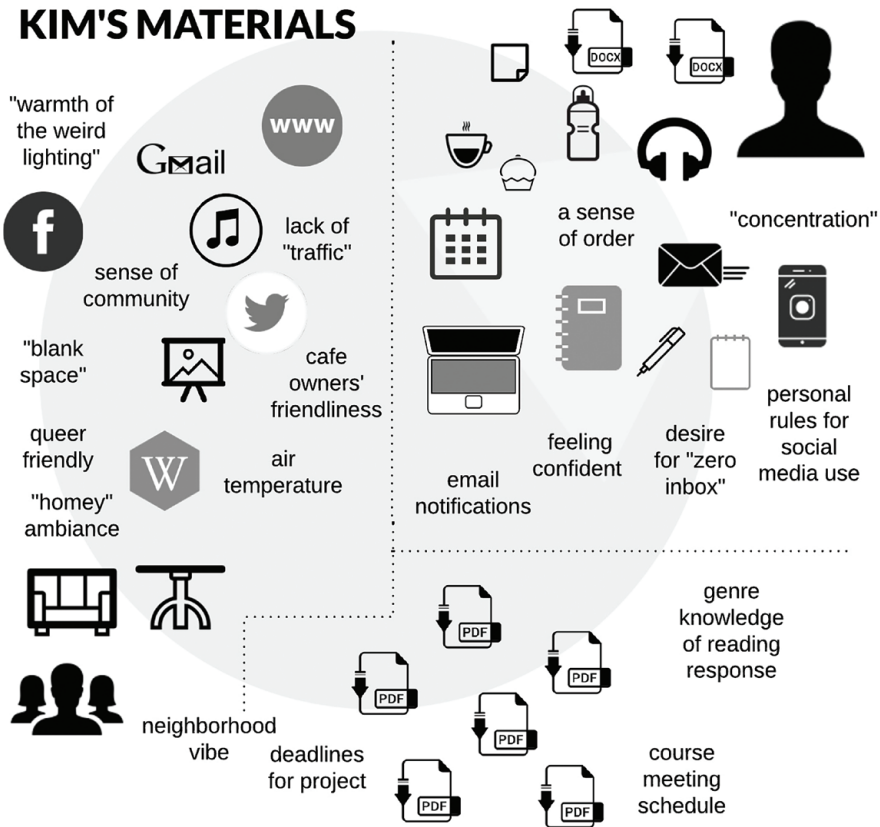 KIM'S MATERIALS
"warmth of
the weird
lighting"
Gmail
www
f
lack of
"traffic"
sense of
community
"blank
space"
cafe
owners'
friendliness
queer
friendly
W
air
temperature
"homey"
ambiance
neighborhood
vibe
DOCX
DOCX
a sense
of order
"concentration"
personal
rules for
social
media use
feeling
confident
desire
for "zero
inbox"
email
notifications
PDF
PDF
PDF
PDF
PDF
PDF
genre
knowledge
of reading
response
deadlines
for project
course
meeting
schedule